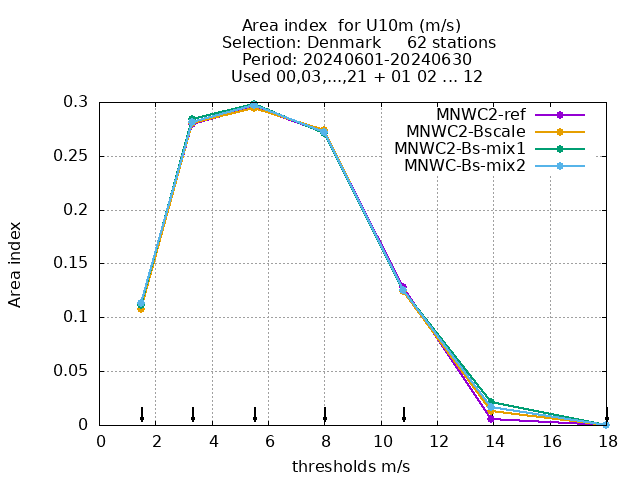 Area index  for U10m (m/s)
Selection: Denmark     62 stations
Period: 20240601-20240630
Used 00,03,...,21 + 01 02 ... 12
MNWC2-ref
MNWC2-Bscale
MNWC2-Bs-mix1
MNWC-Bs-mix2
0.3
0.25
0.2
0.15
0.1
0.05
0
Area index
0 2 4 6 8 10 12 14 16 18
thresholds m/s